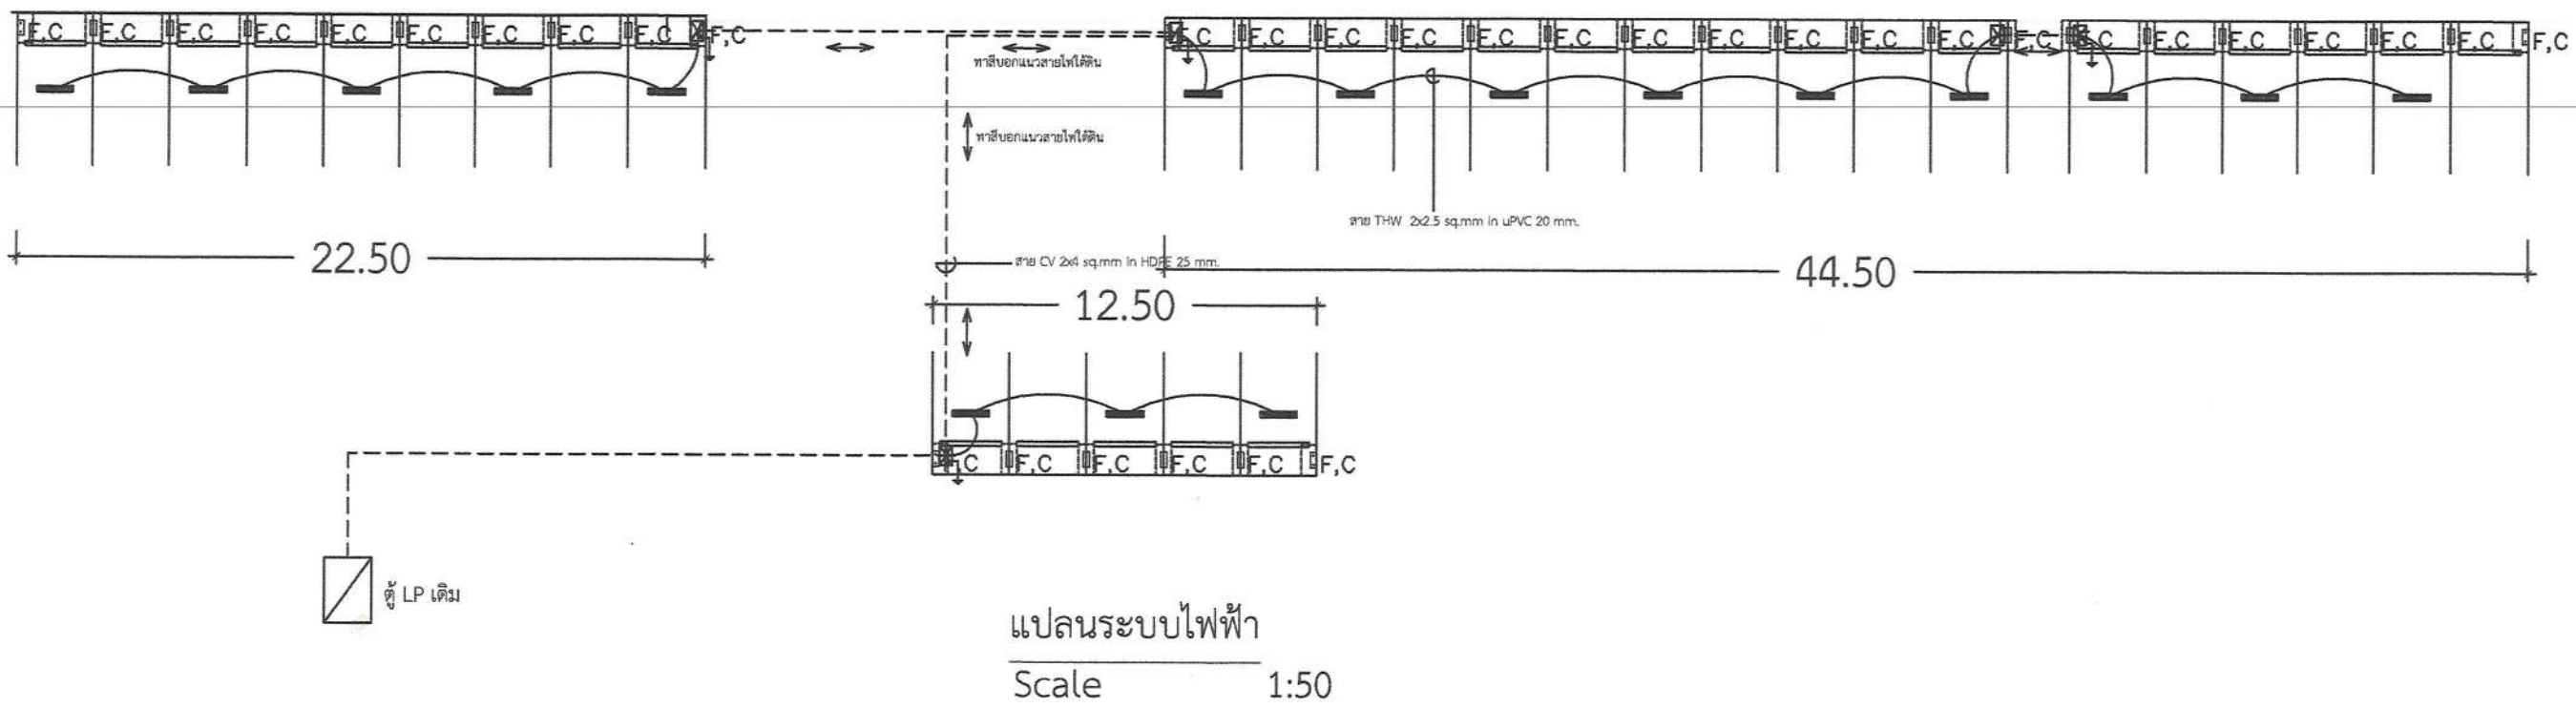 F,C F,C F,C F,C F,C F,C F,C F,C F,C F,C
F,C F,C F,C F,C F,C F,C F,C F,C F,C F,C F,C F,C F,C F,C F,C F,C F,C F,C
ทาสีบอกแนวสายไฟใต้ดิน
ทาสีบอกแนวสายไฟใต้ดิน
สาย THW 2x2.5 sq.mm in uPVC 20 mm.
22.50
สาย CV 2x4 sq.mm in HDPE 25 mm.
44.50
12.50
F,C F,C F,C F,C F,C F,C
ตู้ LP เดิม
แปลนระบบไฟฟ้า
Scale 1:50